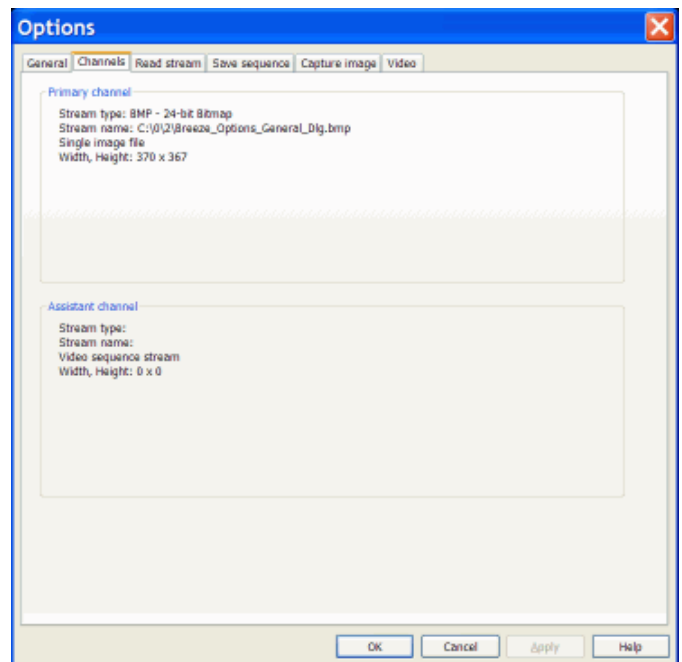 Options
General Channels Read stream Save sequence Capture image Video
Primary channel
Stream type: BMP - 24-bit Bitmap
Stream name: C:\0\2\Breeze_Options_General_Dlg.bmp
Single image file
Width, Height: 370 x 367
Assistant channel
Stream type:
Stream name:
Video sequence stream
Width, Height: 0 x 0
OK Cancel Apply Help